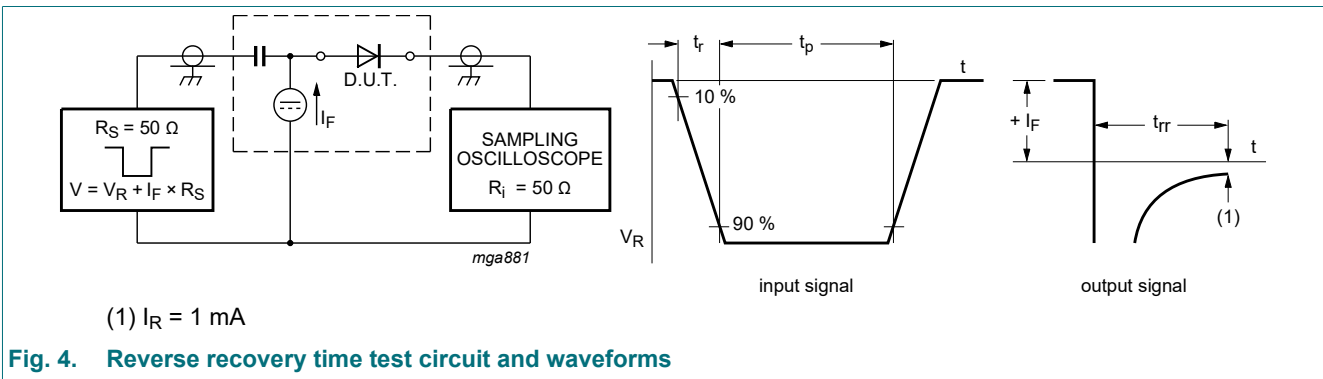 D.U.T.
I_F
R_S = 50 Ω
V = V_R + I_F × R_S
SAMPLING
OSCILLOSCOPE
R_i = 50 Ω
mga881
t_r
t_p
t
10 %
90 %
V_R
input signal
+ I_F
t_rr
t
(1)
output signal
(1) I_R = 1 mA
Fig. 4. Reverse recovery time test circuit and waveforms